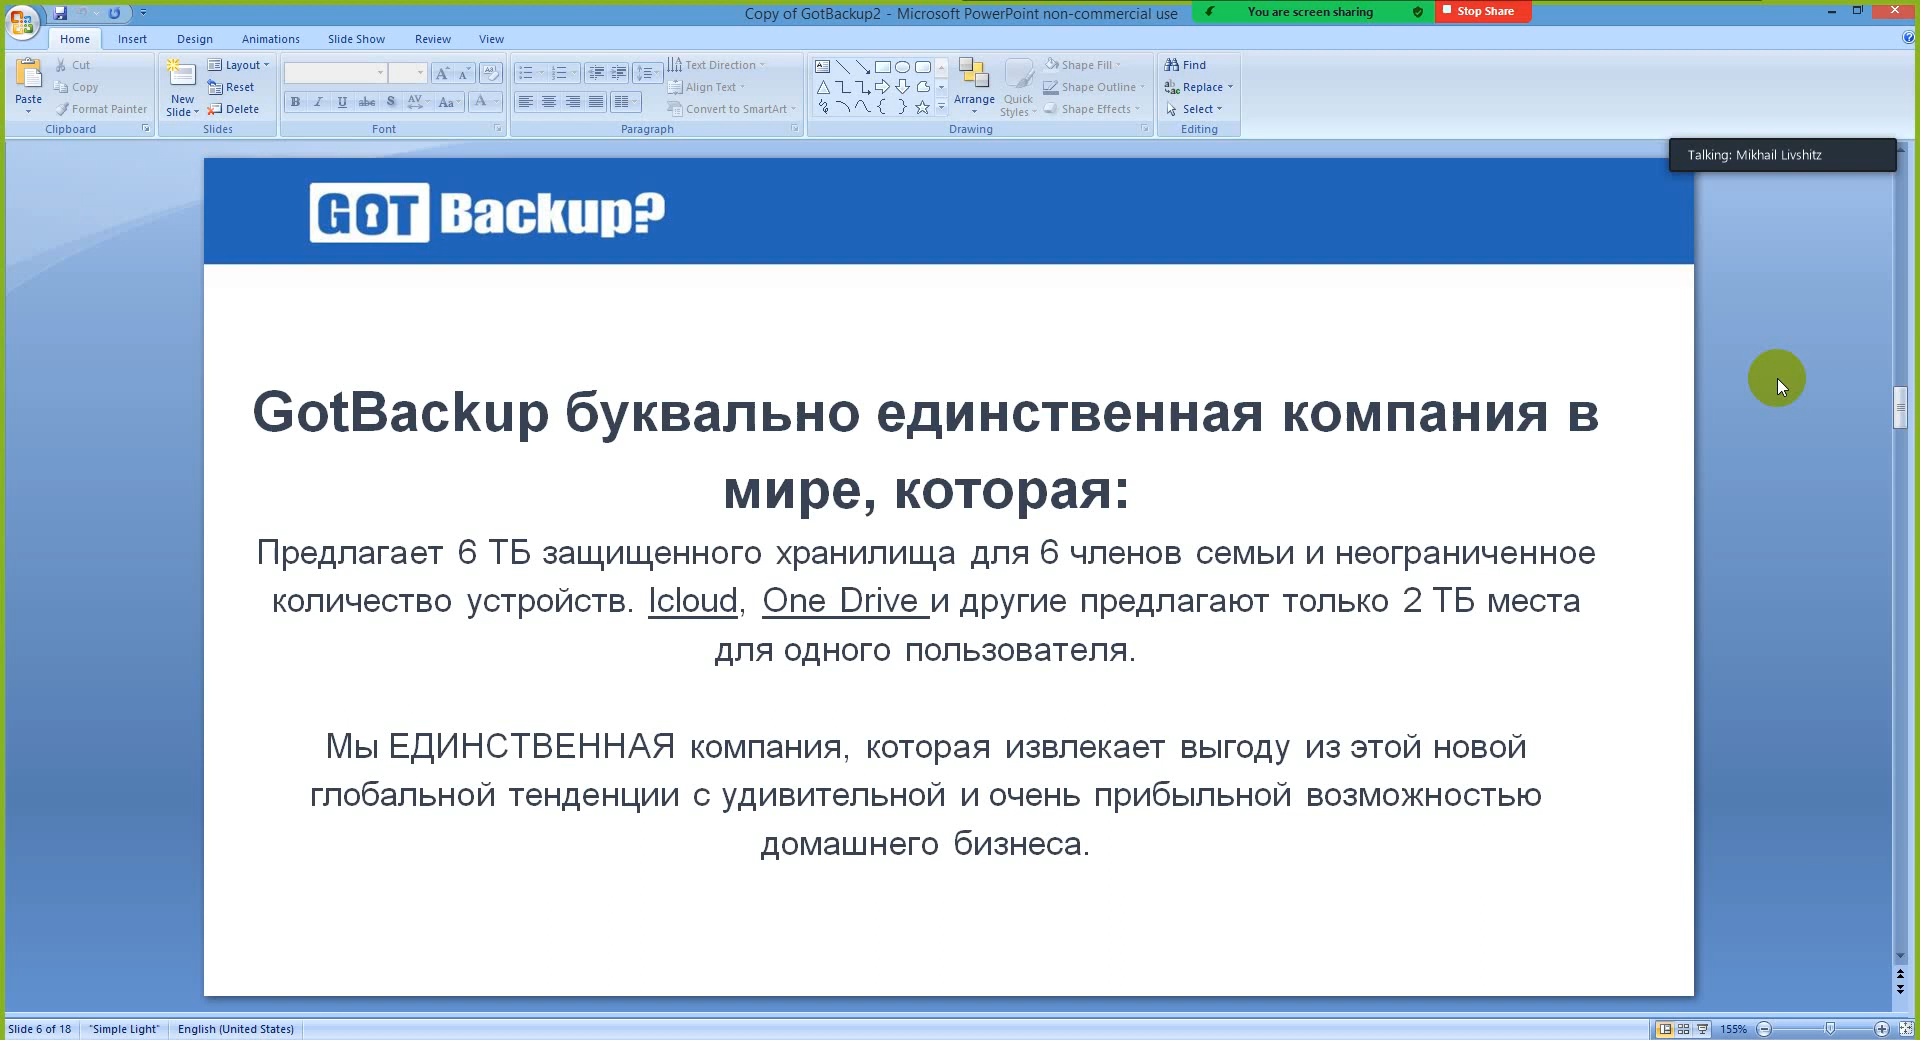 Copy of GotBackup2 - Microsoft PowerPoint non-commercial use
You are screen sharing
Stop Share
Home Insert Design Animations Slide Show Review View
Paste
Cut
Copy
Format Painter
Clipboard
New Slide
Layout
Reset
Delete
Slides
Font
Text Direction
Align Text
Convert to SmartArt
Paragraph
Arrange
Quick Styles
Shape Fill
Shape Outline
Shape Effects
Drawing
Find
Replace
Select
Editing
Talking: Mikhail Livshitz
GOT Backup?
GotBackup буквально единственная компания в
мире, которая:
Предлагает 6 ТБ защищенного хранилища для 6 членов семьи и неограниченное
количество устройств. Icloud, One Drive и другие предлагают только 2 ТБ места
для одного пользователя.
Мы ЕДИНСТВЕННАЯ компания, которая извлекает выгоду из этой новой
глобальной тенденции с удивительной и очень прибыльной возможностью
домашнего бизнеса.
Slide 6 of 18 "Simple Light" English (United States) 155%